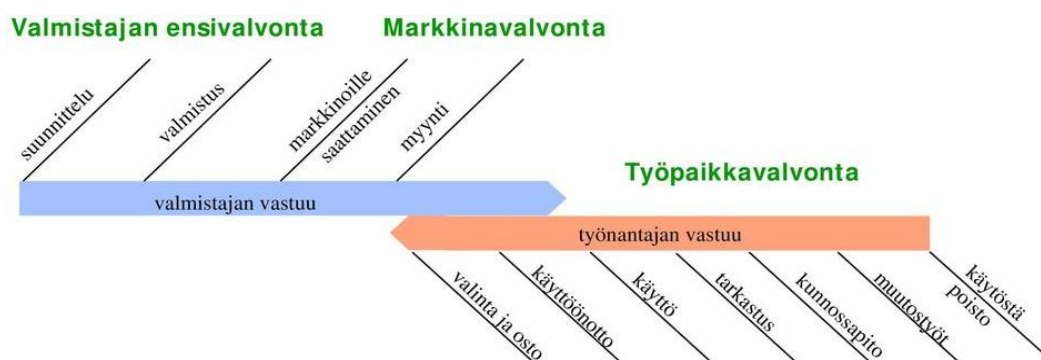 Valmistajan ensivalvonta
Markkinavalvonta
suunnittelu
valmistus
markkinoille
saattaminen
myynti
Työpaikkavalvonta
valmistajan vastuu
työnantajan vastuu
valinta ja osto
käyttöönotto
käyttö
tarkastus
kunnossapito
muutostyöt
käytöstä
poisto